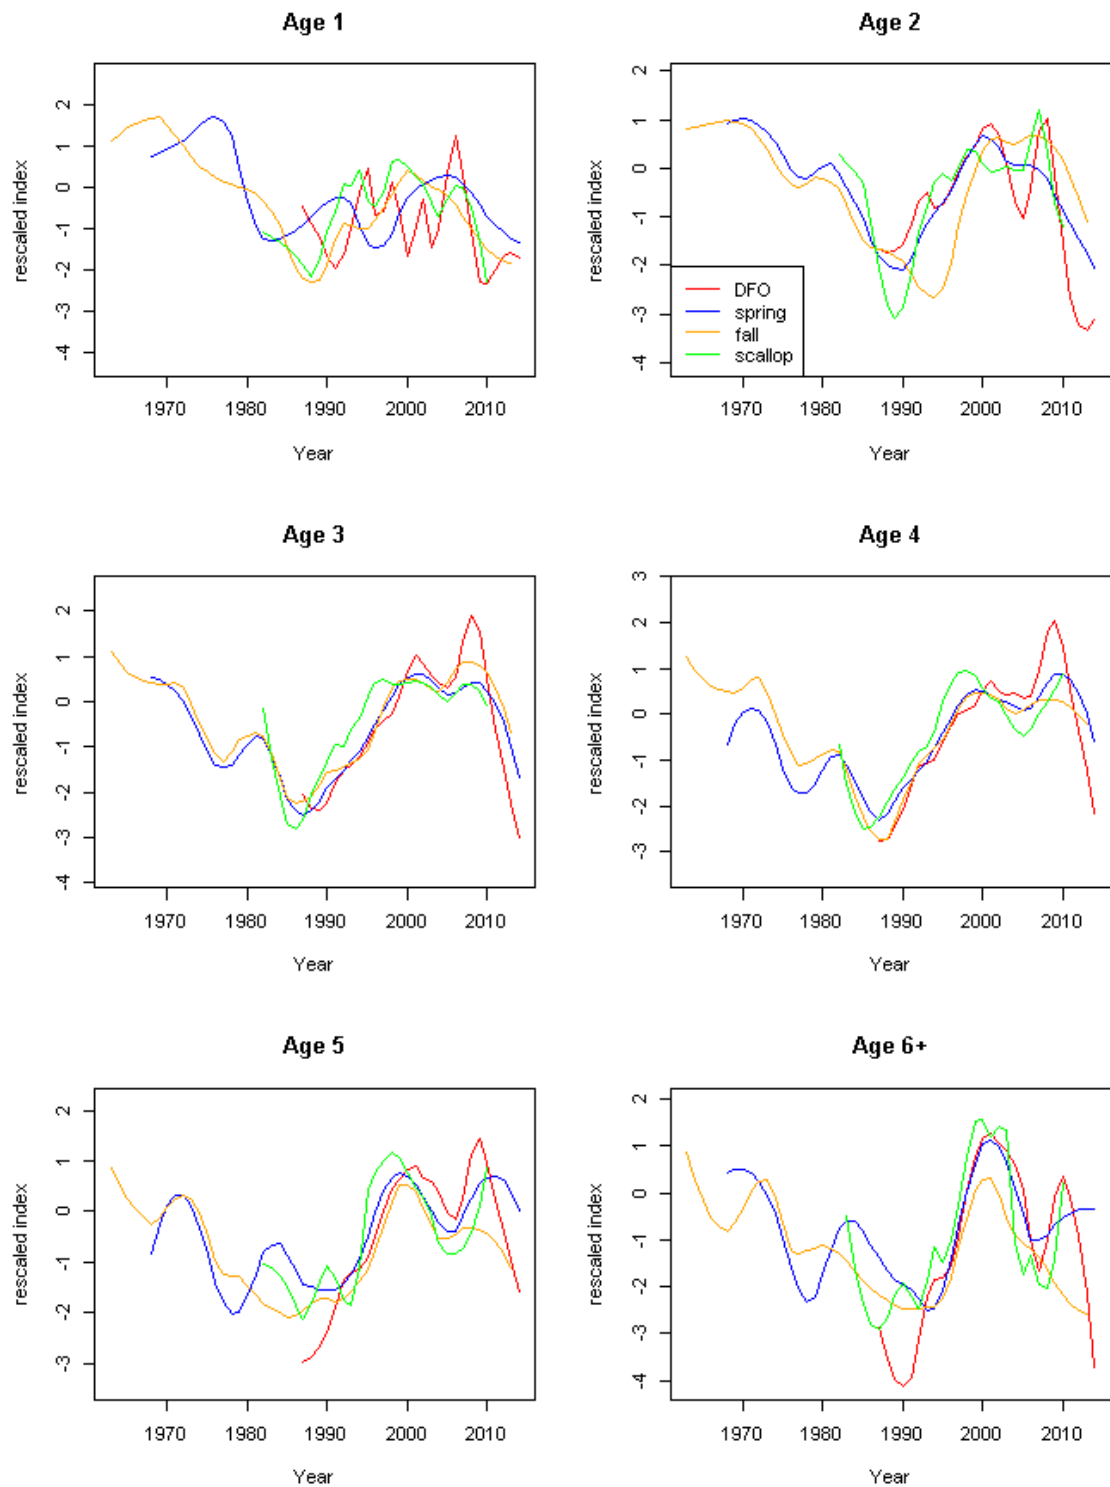 Age 1
Age 2
rescaled index
2
1
0
-1
-2
-3
-4
1970 1980 1990 2000 2010
Year
rescaled index
2
1
0
-1
-2
-3
-4
DFO
spring
fall
scallop
1970 1980 1990 2000 2010
Year
Age 3
Age 4
rescaled index
2
1
0
-1
-2
-3
-4
1970 1980 1990 2000 2010
Year
rescaled index
3
2
1
0
-1
-2
-3
1970 1980 1990 2000 2010
Year
Age 5
Age 6+
rescaled index
2
1
0
-1
-2
-3
1970 1980 1990 2000 2010
Year
rescaled index
2
1
0
-1
-2
-3
-4
1970 1980 1990 2000 2010
Year